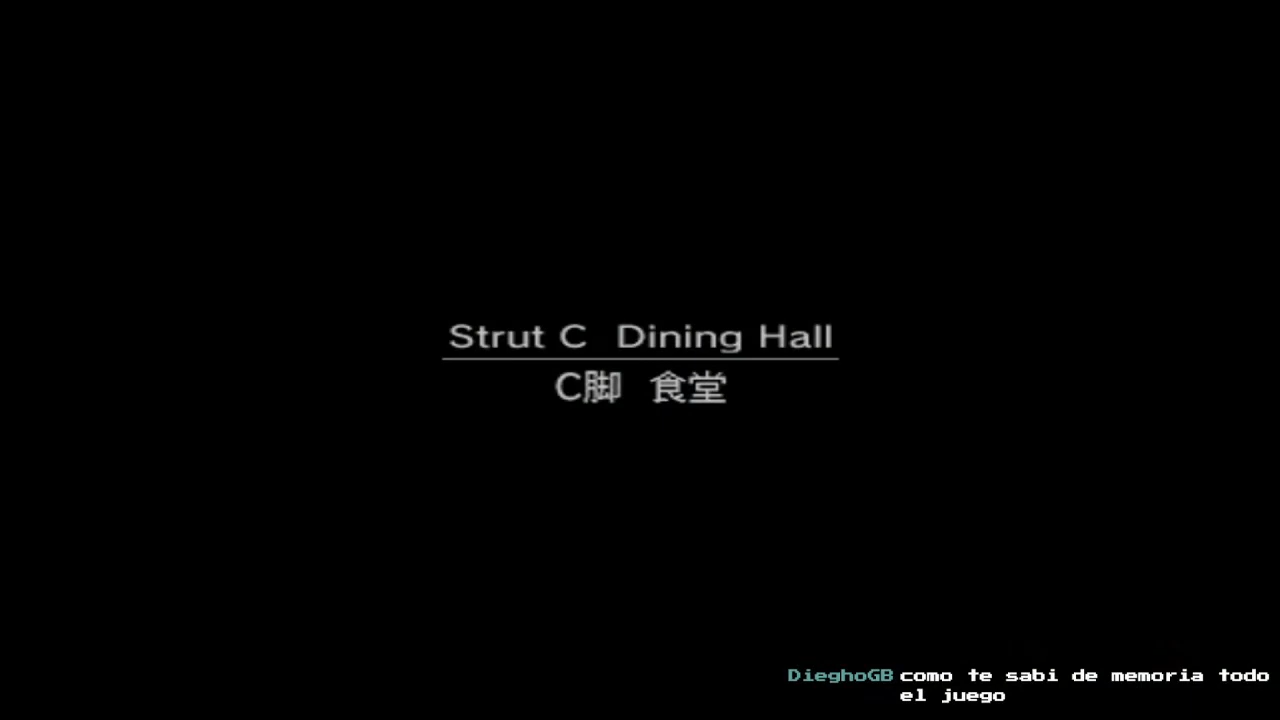 Strut C Dining Hall
C脚 食堂
DieghoGB como te sabi de memoria todo
el juego